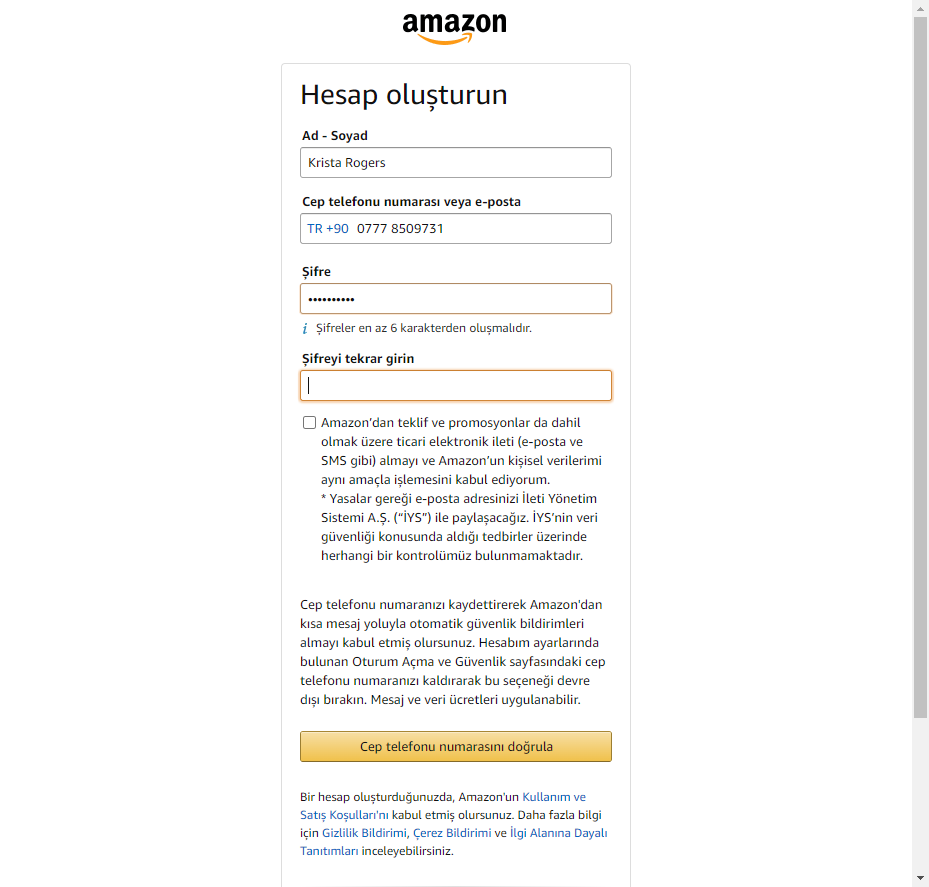 amazon
Hesap oluşturun
Ad - Soyad
Krista Rogers
Cep telefonu numarası veya e-posta
TR +90 0777 8509731
Şifre
••••••••••
i Şifreler en az 6 karakterden oluşmalıdır.
Şifreyi tekrar girin
Amazon’dan teklif ve promosyonlar da dahil
olmak üzere ticari elektronik ileti (e-posta ve
SMS gibi) almayı ve Amazon’un kişisel verilerimi
aynı amaçla işlemesini kabul ediyorum.
* Yasalar gereği e-posta adresinizi İleti Yönetim
Sistemi A.Ş. (“İYS”) ile paylaşacağız. İYS’nin veri
güvenliği konusunda aldığı tedbirler üzerinde
herhangi bir kontrolümüz bulunmamaktadır.
Cep telefonu numaranızı kaydettirerek Amazon'dan
kısa mesaj yoluyla otomatik güvenlik bildirimleri
almayı kabul etmiş olursunuz. Hesabım ayarlarında
bulunan Oturum Açma ve Güvenlik sayfasındaki cep
telefonu numaranızı kaldırarak bu seçeneği devre
dışı bırakın. Mesaj ve veri ücretleri uygulanabilir.
Cep telefonu numarasını doğrula
Bir hesap oluşturduğunuzda, Amazon'un Kullanım ve
Satış Koşulları'nı kabul etmiş olursunuz. Daha fazla bilgi
için Gizlilik Bildirimi, Çerez Bildirimi ve İlgi Alanına Dayalı
Tanıtımları inceleyebilirsiniz.